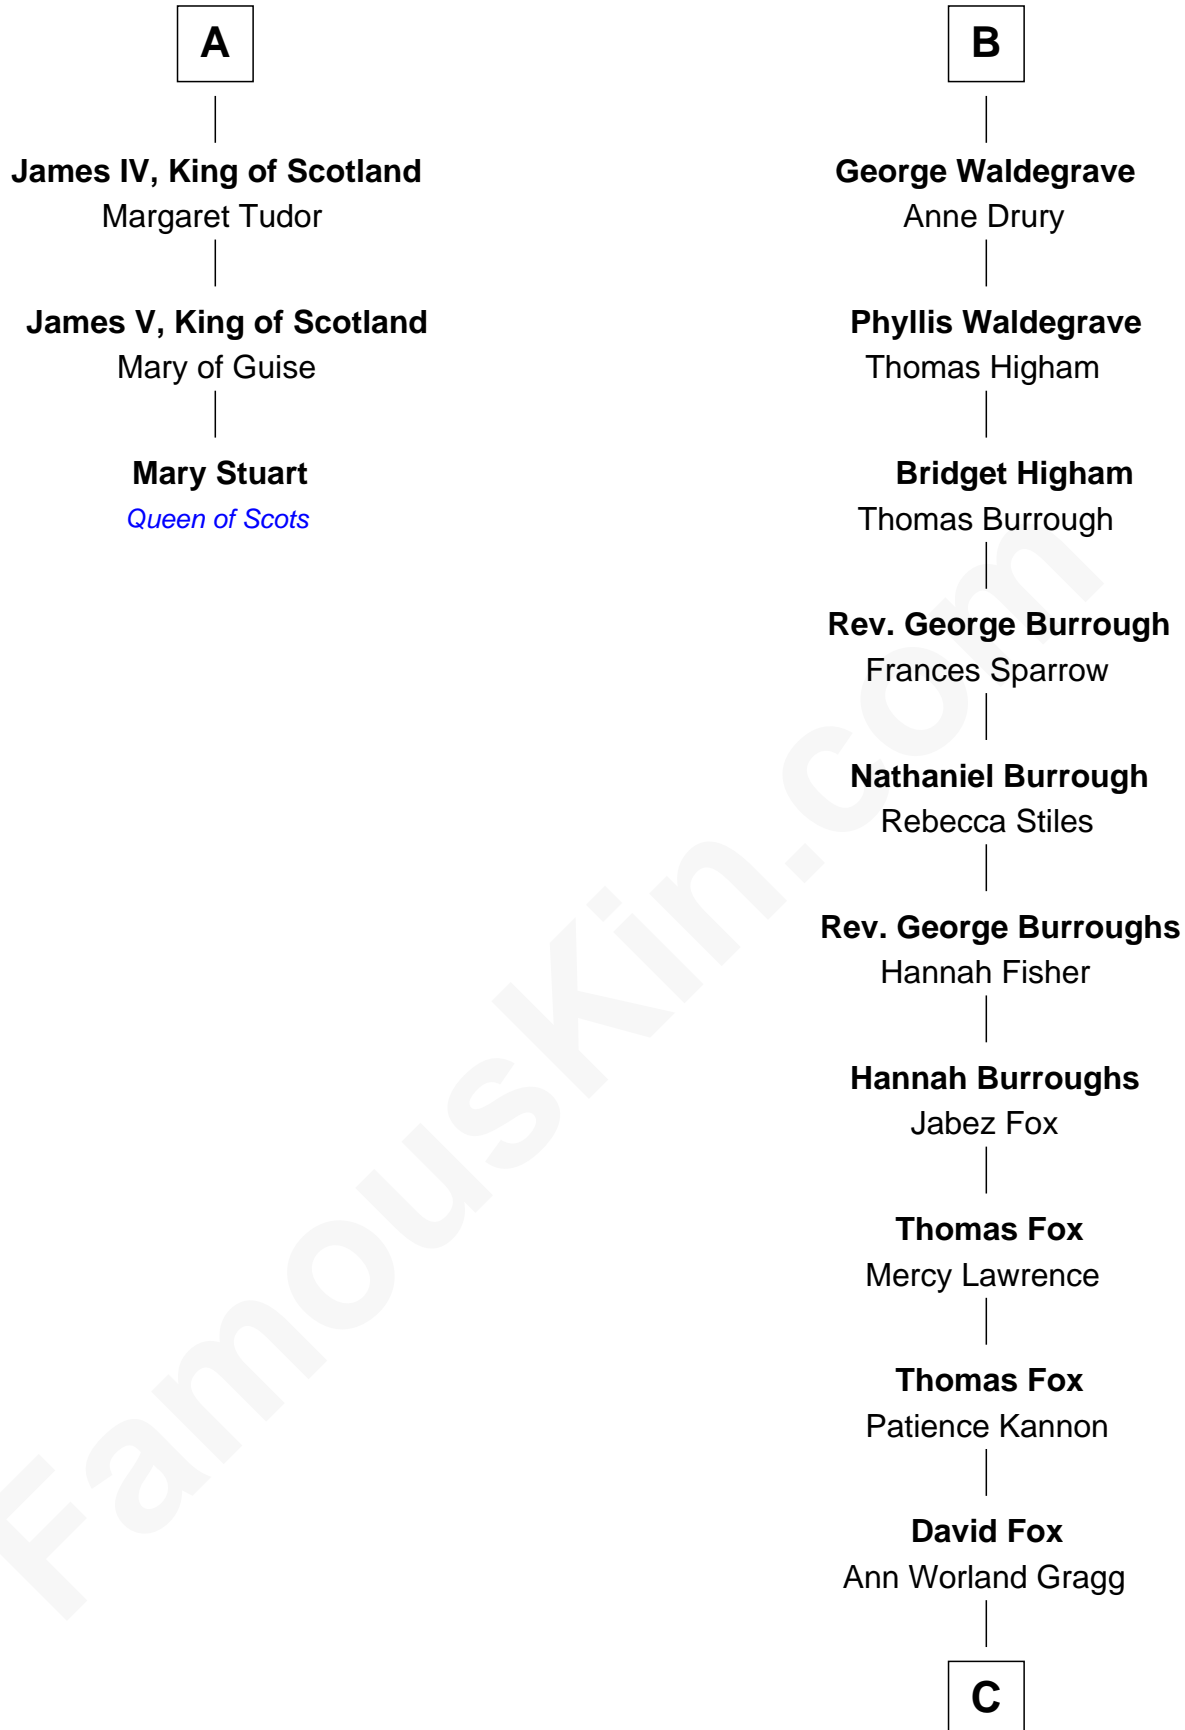 A
James IV, King of Scotland
Margaret Tudor
James V, King of Scotland
Mary of Guise
Mary Stuart
Queen of Scots
B
George Waldegrave
Anne Drury
Phyllis Waldegrave
Thomas Higham
Bridget Higham
Thomas Burrough
Rev. George Burrough
Frances Sparrow
Nathaniel Burrough
Rebecca Stiles
Rev. George Burroughs
Hannah Fisher
Hannah Burroughs
Jabez Fox
Thomas Fox
Mercy Lawrence
Thomas Fox
Patience Kannon
David Fox
Ann Worland Gragg
C
FamousKin.com